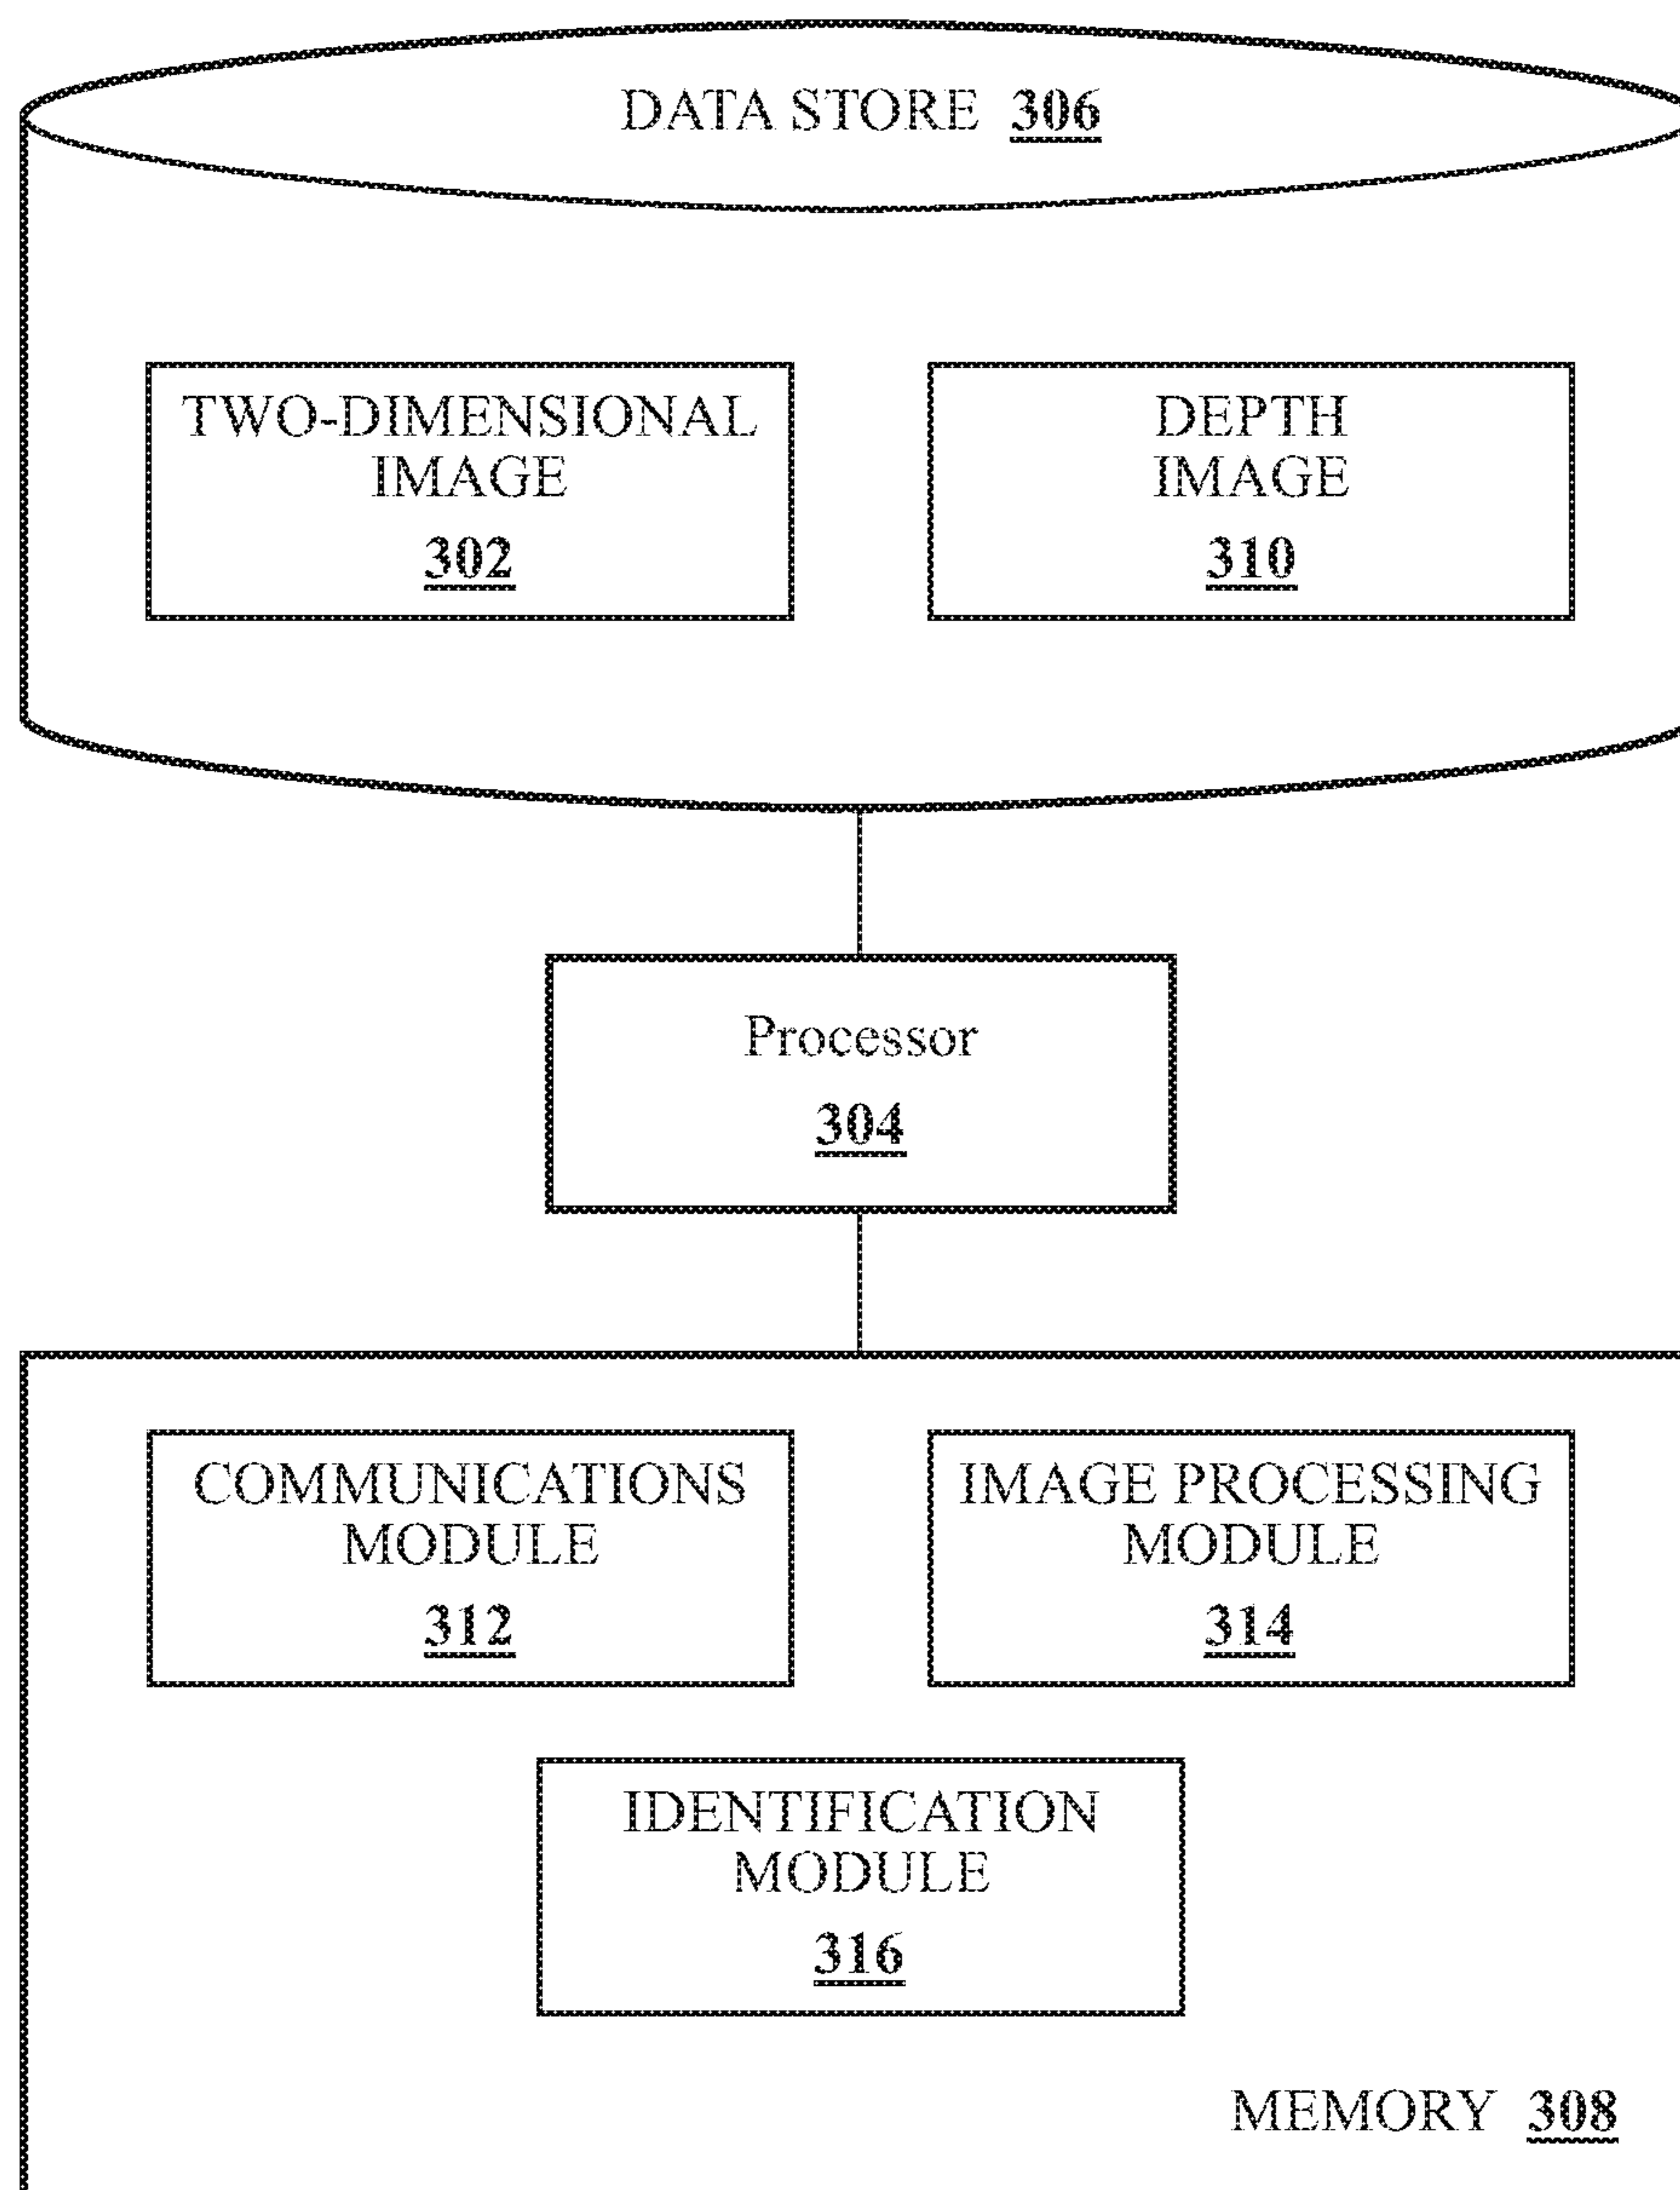 DATA STORE 306
TWO-DIMENSIONAL
IMAGE
302
DEPTH
IMAGE
310
Processor
304
COMMUNICATIONS
MODULE
312
IMAGE PROCESSING
MODULE
314
IDENTIFICATION
MODULE
316
MEMORY 308